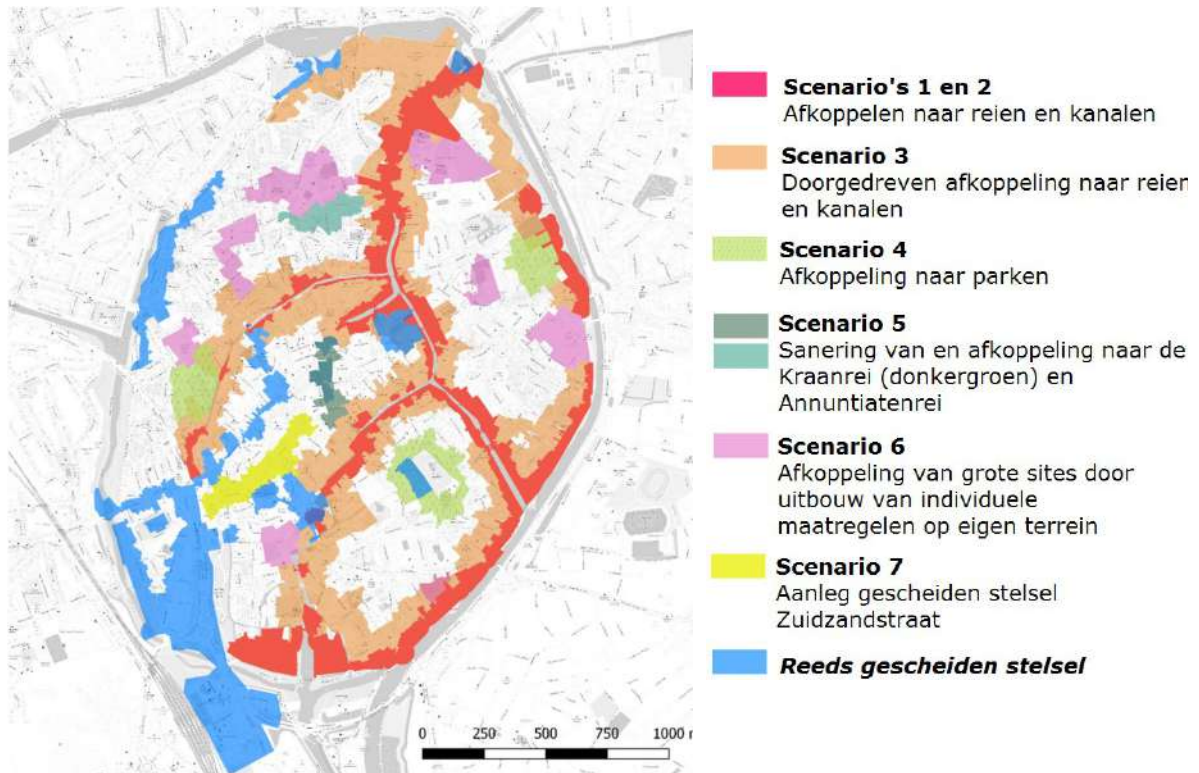 Scenario's 1 en 2
Afkoppelen naar reien en kanalen
Scenario 3
Doorgedreven afkoppeling naar reien
en kanalen
Scenario 4
Afkoppeling naar parken
Scenario 5
Sanering van en afkoppeling naar de
Kraanrei (donkergroen) en
Annuntiatenrei
Scenario 6
Afkoppeling van grote sites door
uitbouw van individuele
maatregelen op eigen terrein
Scenario 7
Aanleg gescheiden stelsel
Zuidzandstraat
Reeds gescheiden stelsel
0 250 500 750 1000 m